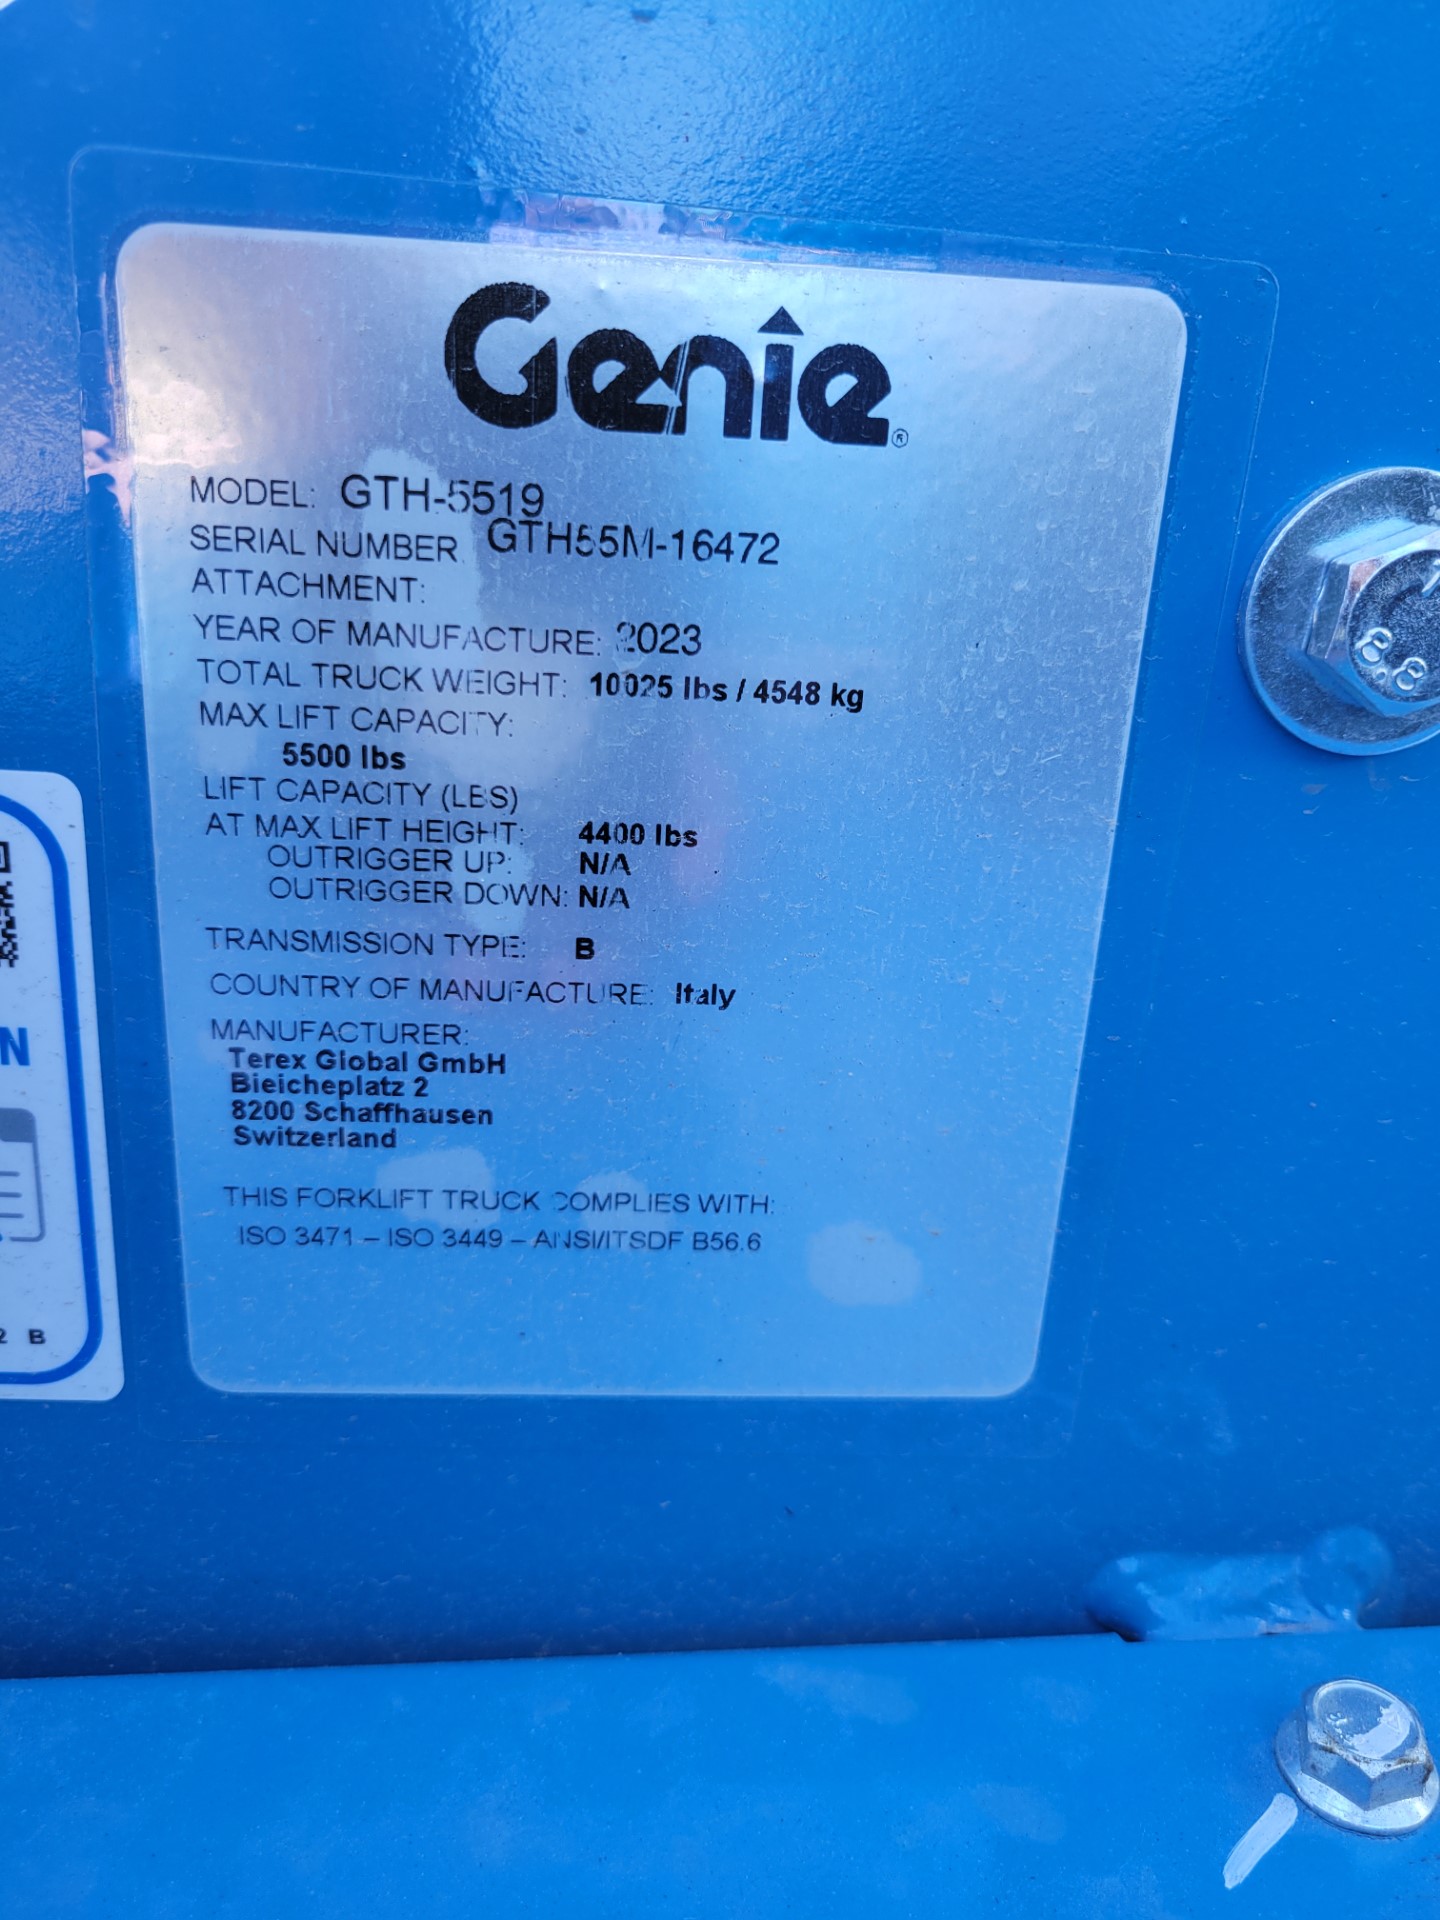 Genie®
MODEL: GTH-5519
SERIAL NUMBER: GTH55M-16472
ATTACHMENT:
YEAR OF MANUFACTURE: 2023
TOTAL TRUCK WEIGHT: 10025 lbs / 4548 kg
MAX LIFT CAPACITY:
5500 lbs
LIFT CAPACITY (LBS)
AT MAX LIFT HEIGHT: 4400 lbs
OUTRIGGER UP: N/A
OUTRIGGER DOWN: N/A
TRANSMISSION TYPE: B
COUNTRY OF MANUFACTURE: Italy
MANUFACTURER:
Terex Global GmbH
Bleicheplatz 2
8200 Schaffhausen
Switzerland
THIS FORKLIFT TRUCK COMPLIES WITH:
ISO 3471 – ISO 3449 – ANSI/ITSDF B56.6
8.8
N
2 B